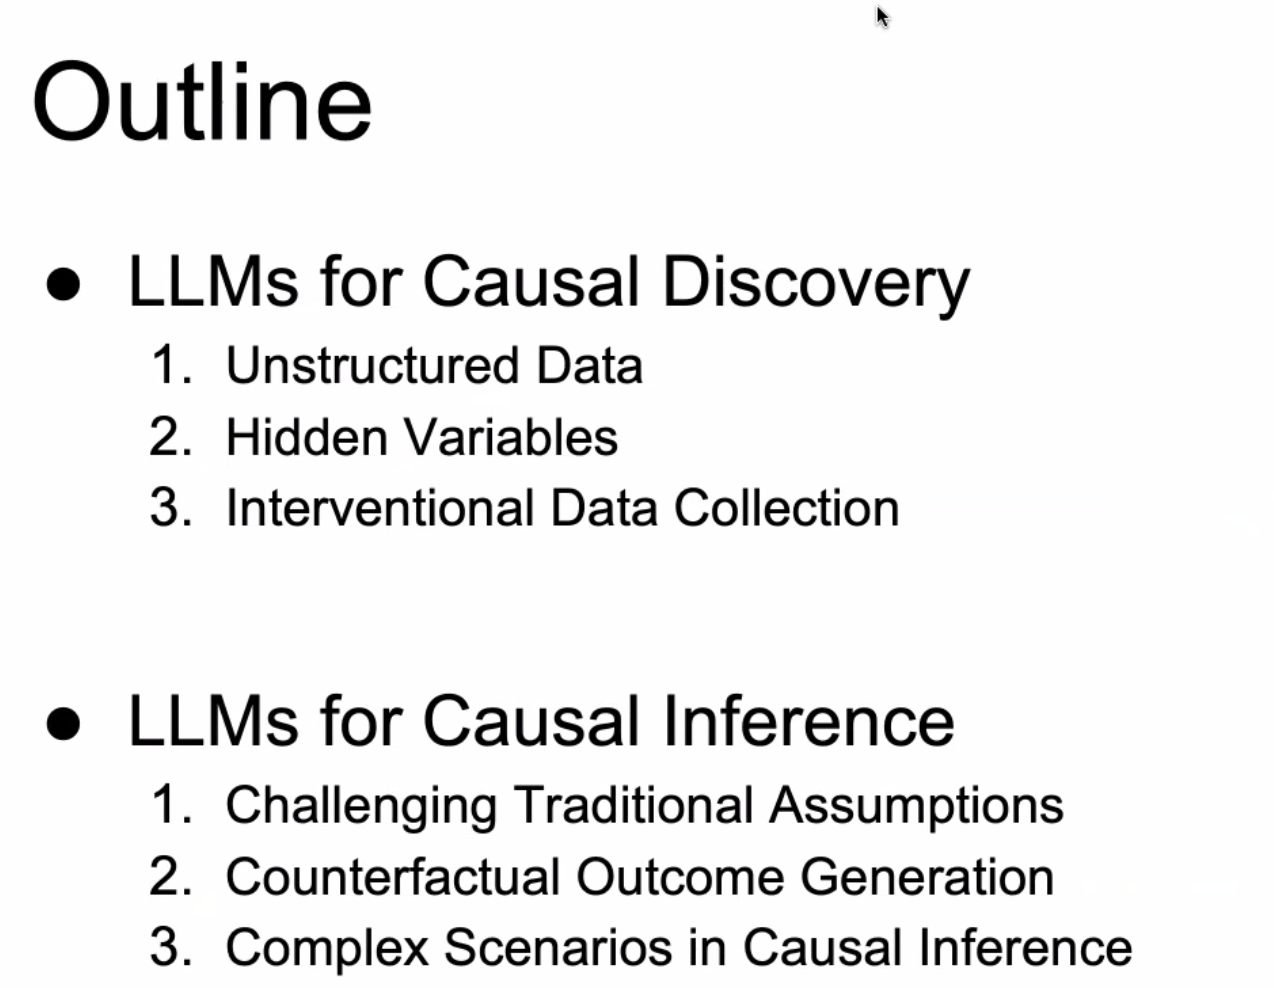 Outline
● LLMs for Causal Discovery
1. Unstructured Data
2. Hidden Variables
3. Interventional Data Collection
● LLMs for Causal Inference
1. Challenging Traditional Assumptions
2. Counterfactual Outcome Generation
3. Complex Scenarios in Causal Inference